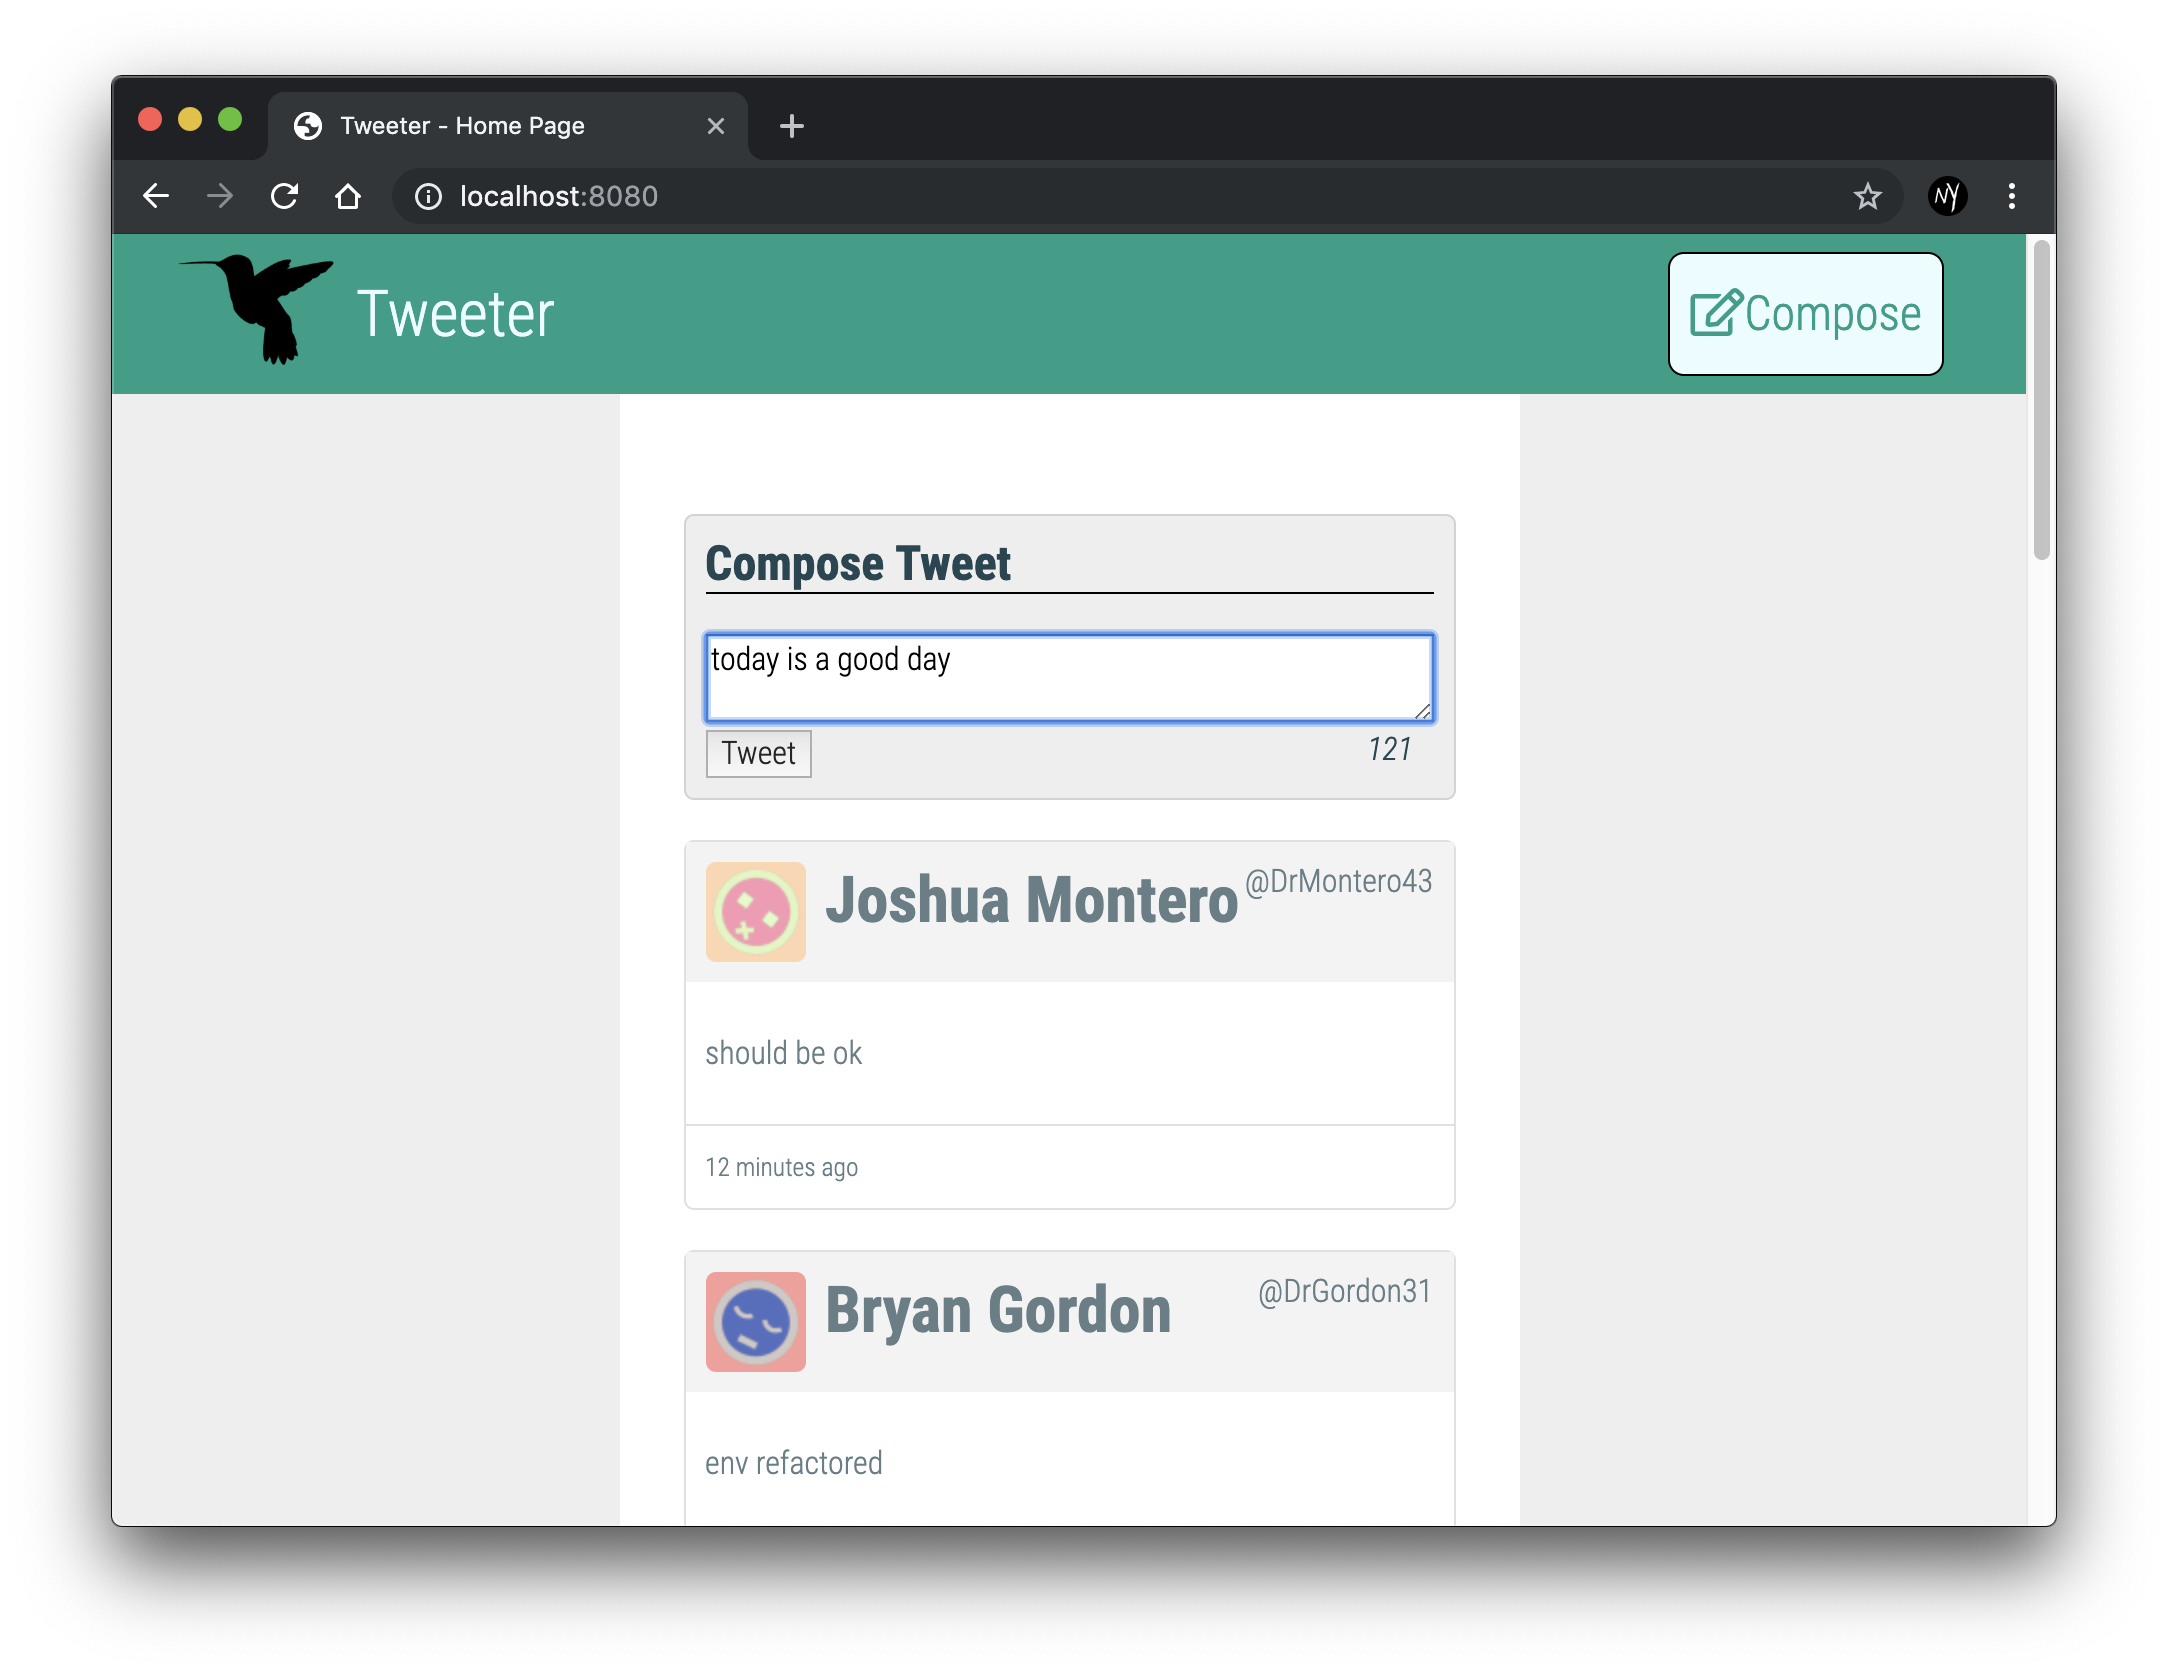 Tweeter - Home Page
localhost:8080
NY
Tweeter
Compose
Compose Tweet
today is a good day
Tweet
121
Joshua Montero
@DrMontero43
should be ok
12 minutes ago
Bryan Gordon
@DrGordon31
env refactored